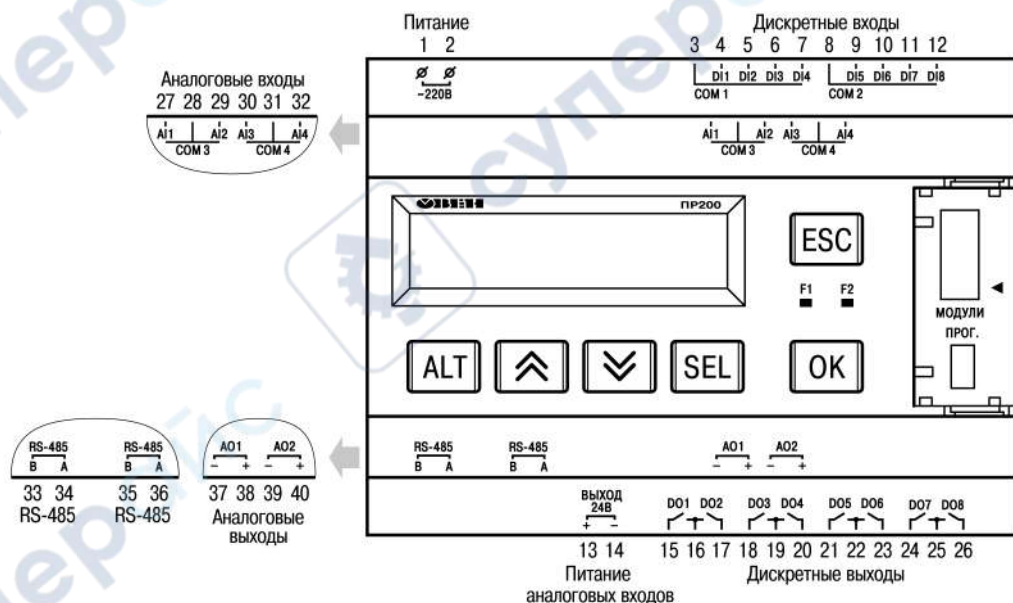 Питание
1 2
Дискретные входы
3 4 5 6 7 8 9 10 11 12
~220В
DI1 DI2 DI3 DI4 DI5 DI6 DI7 DI8
COM 1 COM 2
Аналоговые входы
27 28 29 30 31 32
AI1 AI2 AI3 AI4
COM 3 COM 4
AI1 AI2 AI3 AI4
COM 3 COM 4
ОВЕН ПР200
ESC
F1 F2
МОДУЛИ
ПРОГ.
ALT SEL OK
RS-485 RS-485
B A B A
33 34 35 36
RS-485 RS-485
AO1 AO2
– + – +
37 38 39 40
Аналоговые
выходы
RS-485 RS-485
B A B A
AO1 AO2
– + – +
ВЫХОД
24В
+ –
DO1 DO2 DO3 DO4 DO5 DO6 DO7 DO8
13 14 15 16 17 18 19 20 21 22 23 24 25 26
Питание
аналоговых входов
Дискретные выходы